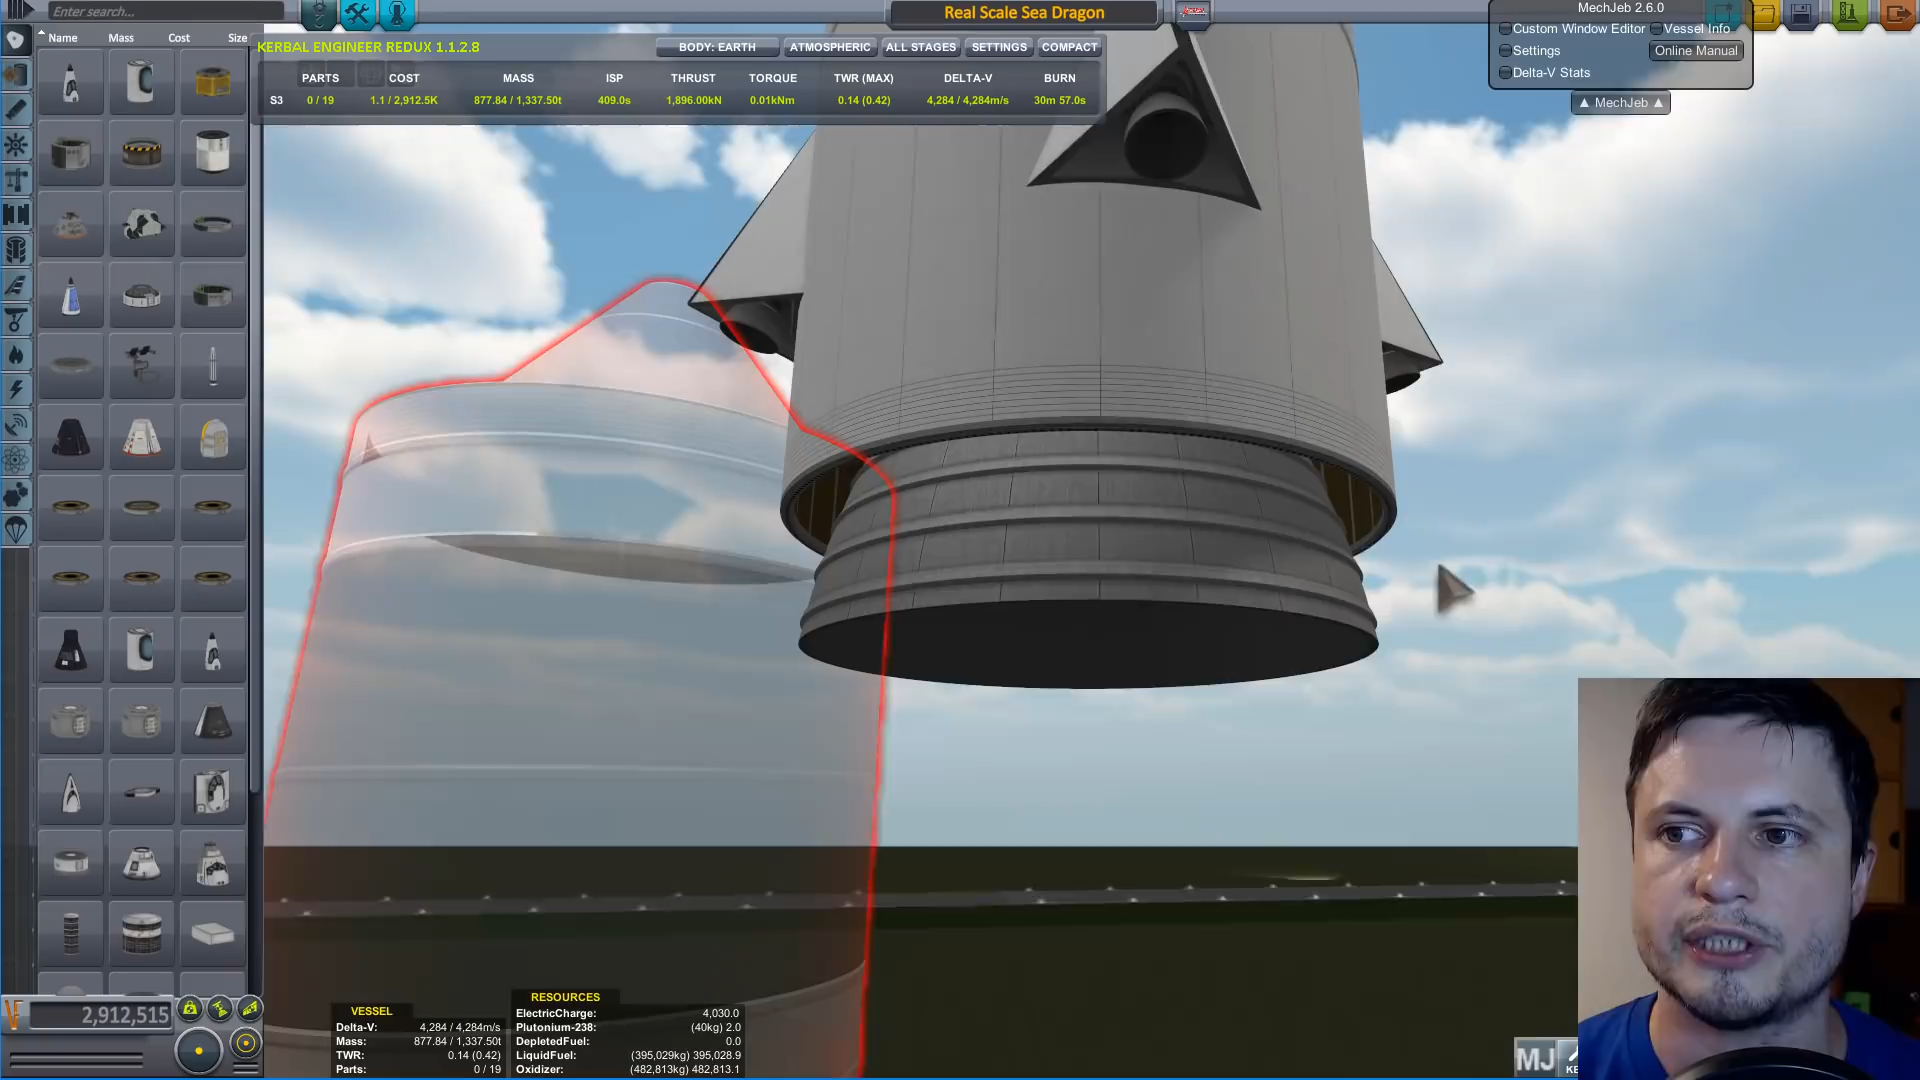 Enter search...
Real Scale Sea Dragon
MechJeb 2.6.0
Custom Window Editor Vessel Info
Settings Online Manual
Delta-V Stats
▲ MechJeb ▲
Name Mass Cost Size
KERBAL ENGINEER REDUX 1.1.2.8 BODY: EARTH ATMOSPHERIC ALL STAGES SETTINGS COMPACT
PARTS COST MASS ISP THRUST TORQUE TWR (MAX) DELTA-V BURN
S3 0 / 19 1.1 / 2,912.5K 877.84 / 1,337.50t 409.0s 1,896.00kN 0.01kNm 0.14 (0.42) 4,284 / 4,284m/s 30m 57.0s
2,912,515
VESSEL
Delta-V: 4,284 / 4,284m/s
Mass: 877.84 / 1,337.50t
TWR: 0.14 (0.42)
Parts: 0 / 19
RESOURCES
ElectricCharge: 4,030.0
Plutonium-238: (40kg) 2.0
DepletedFuel: 0.0
LiquidFuel: (395,029kg) 395,028.9
Oxidizer: (482,813kg) 482,813.1
MJ
KE